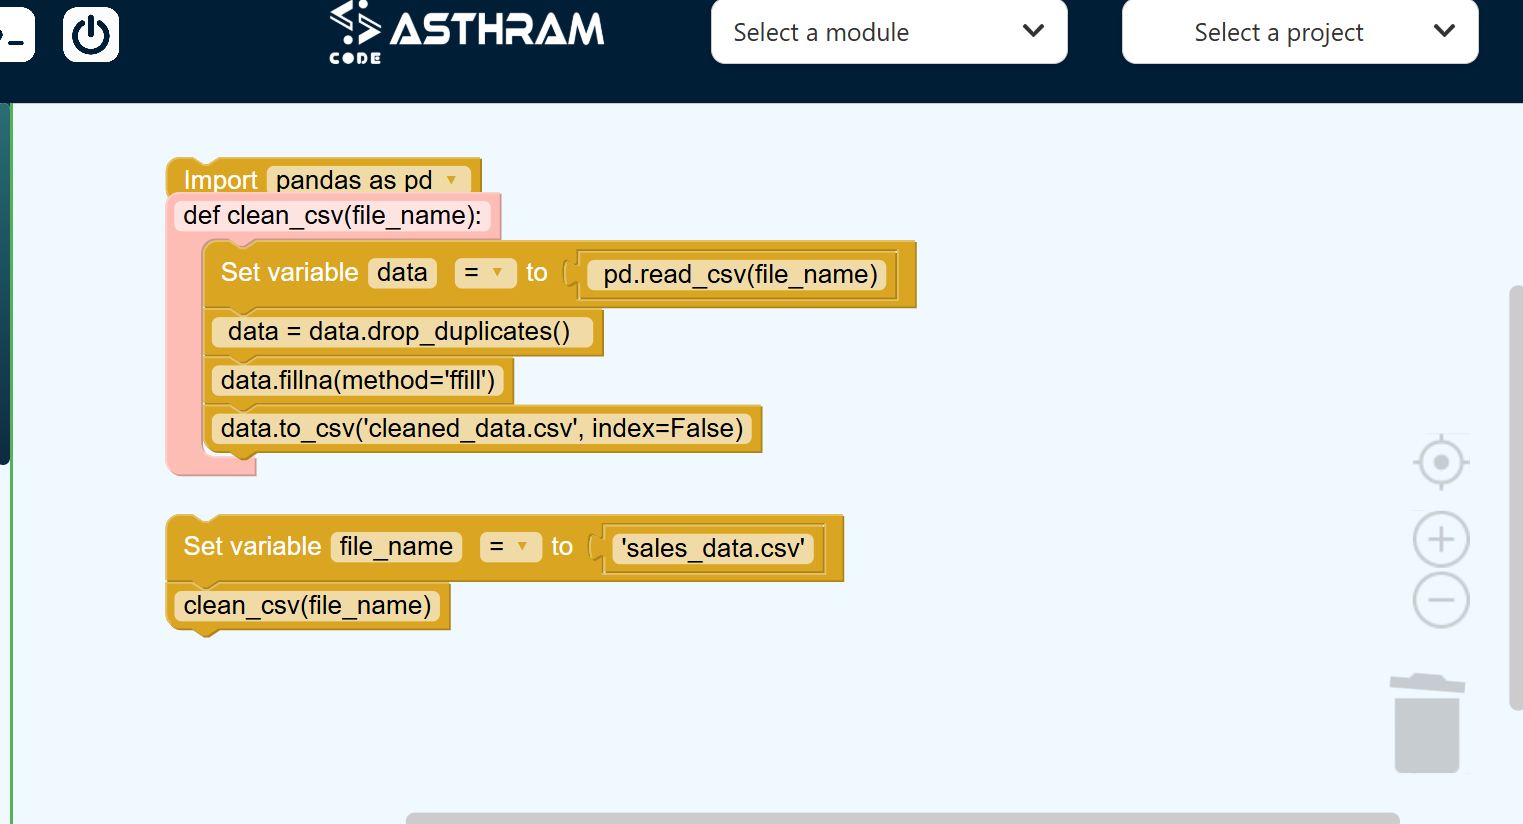 ASTHRAM
CODE
Select a module
Select a project
Import pandas as pd
def clean_csv(file_name):
Set variable data = to pd.read_csv(file_name)
data = data.drop_duplicates()
data.fillna(method='ffill')
data.to_csv('cleaned_data.csv', index=False)
Set variable file_name = to 'sales_data.csv'
clean_csv(file_name)